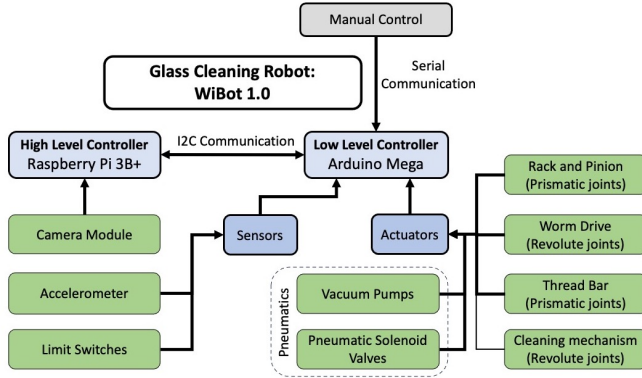 Manual Control
Glass Cleaning Robot:
WiBot 1.0
Serial
Communication
High Level Controller
Raspberry Pi 3B+
I2C Communication
Low Level Controller
Arduino Mega
Rack and Pinion
(Prismatic joints)
Camera Module
Sensors
Actuators
Worm Drive
(Revolute joints)
Accelerometer
Pneumatics
Vacuum Pumps
Thread Bar
(Prismatic joints)
Limit Switches
Pneumatic Solenoid
Valves
Cleaning mechanism
(Revolute joints)